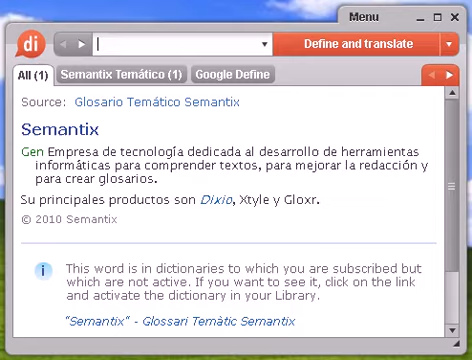 Menu
di
Define and translate
All (1) Semantix Temático (1) Google Define
Source: Glosario Temático Semantix
Semantix
Gen Empresa de tecnología dedicada al desarrollo de herramientas
informáticas para comprender textos, para mejorar la redacción y
para crear glosarios.
Su principales producto son Dixio, Xtyle y Gloxr.
© 2010 Semantix
i
This word is in dictionaries to which you are subscribed but
which are not active. If you want to see it, click on the link
and activate the dictionary in your Library.
"Semantix" - Glossari Temàtic Semantix